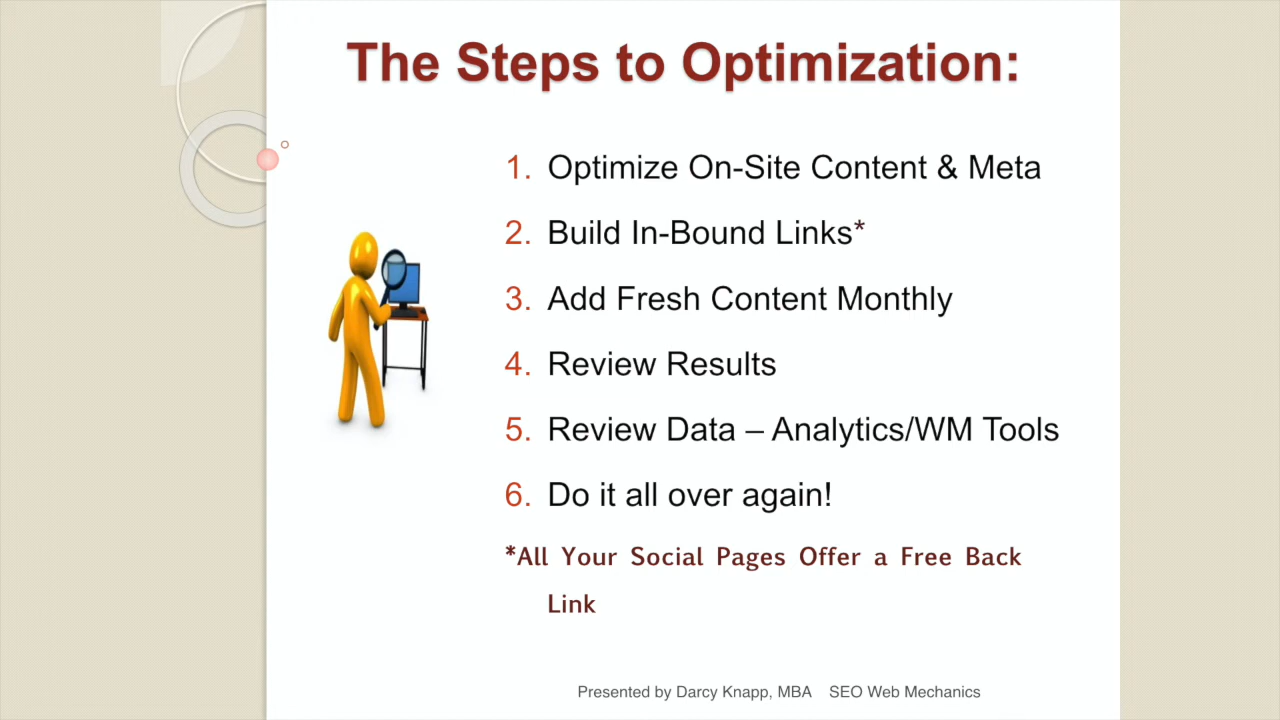 The Steps to Optimization:
1. Optimize On-Site Content & Meta
2. Build In-Bound Links*
3. Add Fresh Content Monthly
4. Review Results
5. Review Data – Analytics/WM Tools
6. Do it all over again!
*All Your Social Pages Offer a Free Back
Link
Presented by Darcy Knapp, MBA SEO Web Mechanics